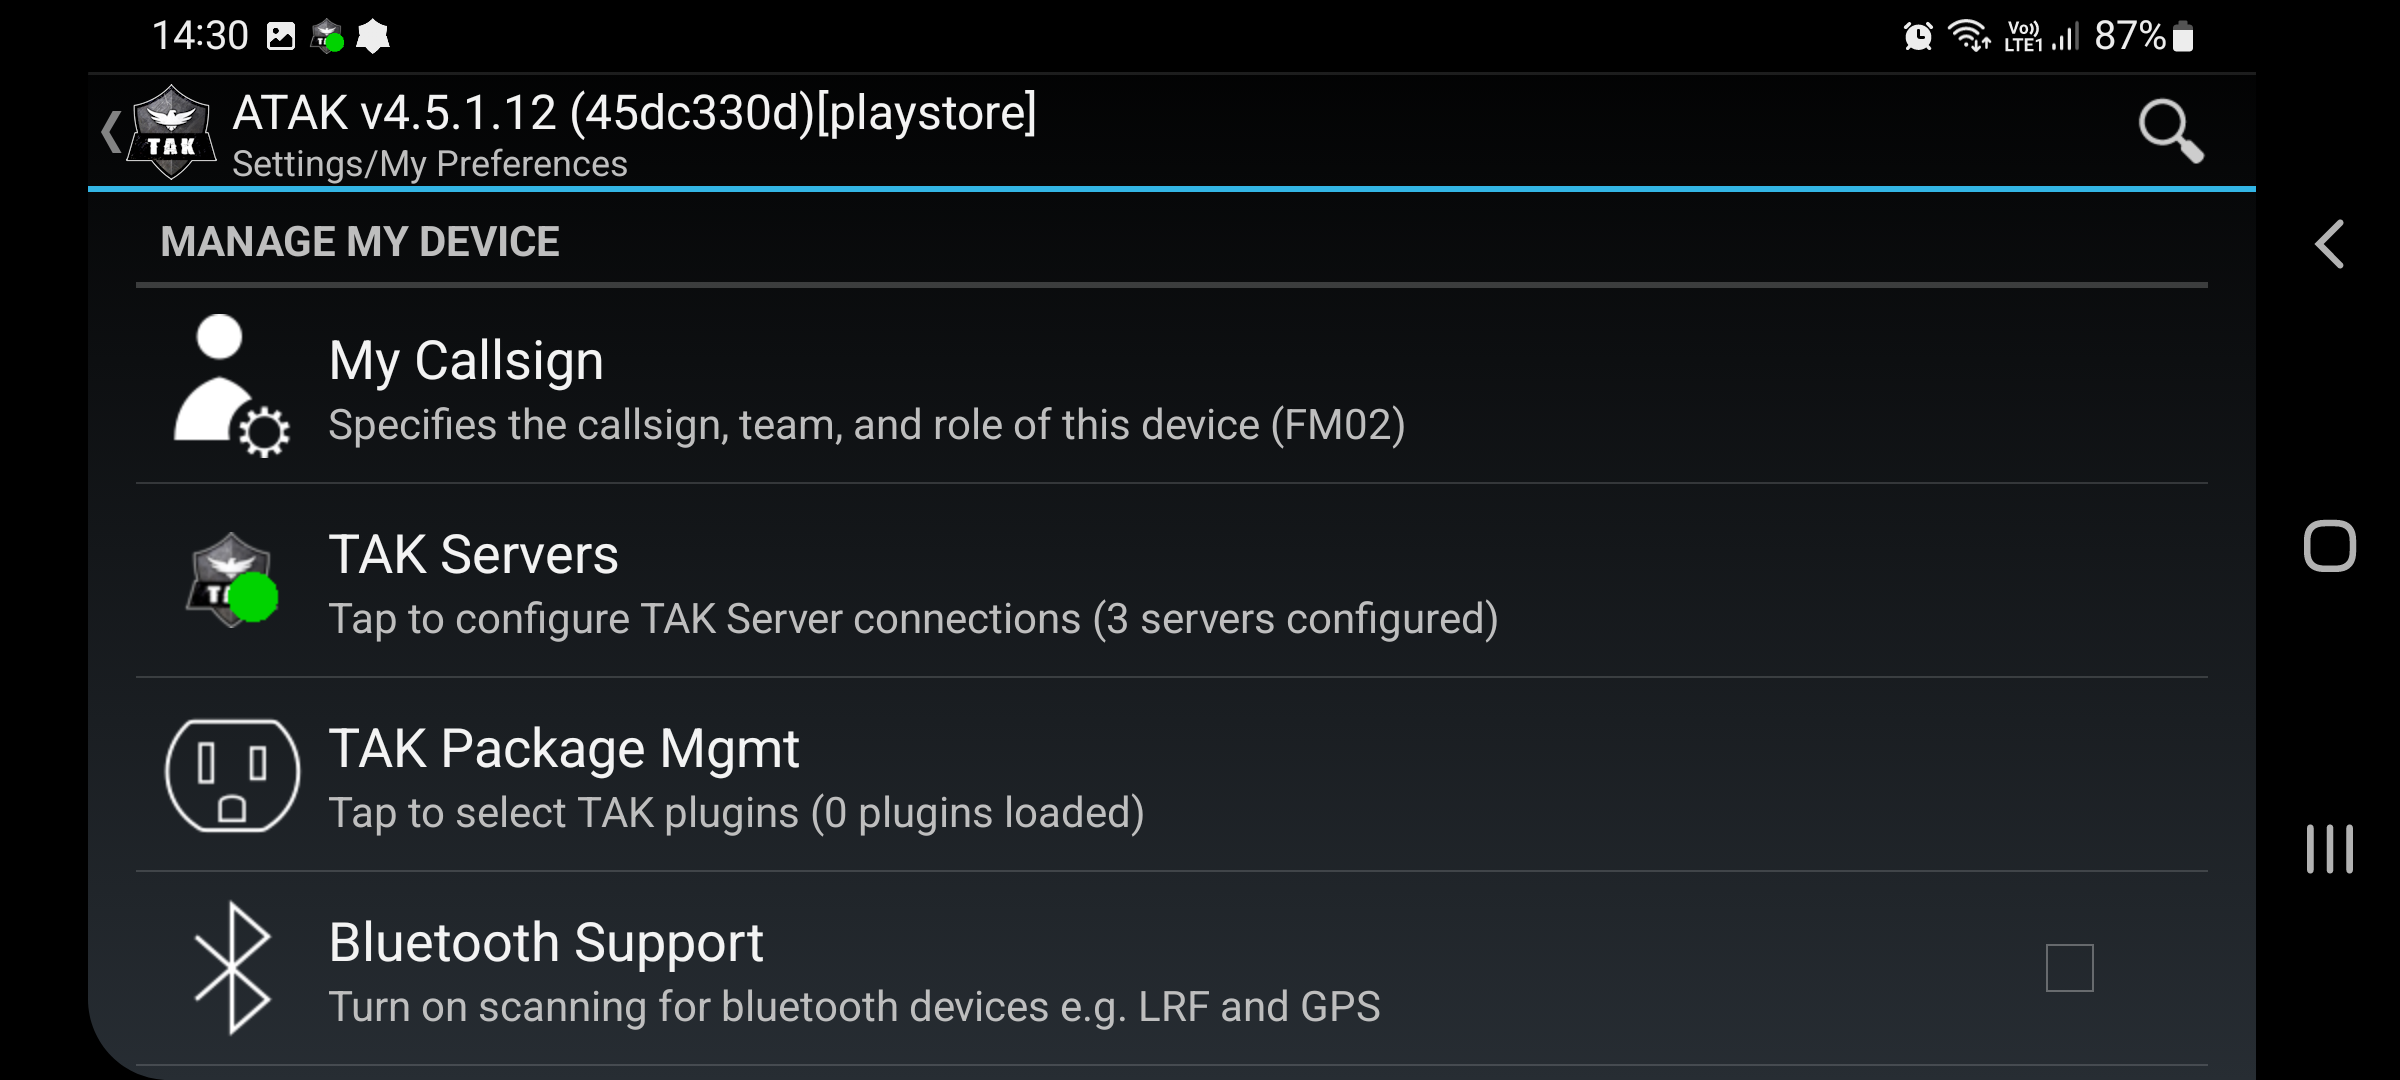 14:30 Vo)) LTE1 87%
ATAK v4.5.1.12 (45dc330d)[playstore]
TAK
Settings/My Preferences
MANAGE MY DEVICE
My Callsign
Specifies the callsign, team, and role of this device (FM02)
TAK Servers
Tap to configure TAK Server connections (3 servers configured)
TAK Package Mgmt
Tap to select TAK plugins (0 plugins loaded)
Bluetooth Support
Turn on scanning for bluetooth devices e.g. LRF and GPS